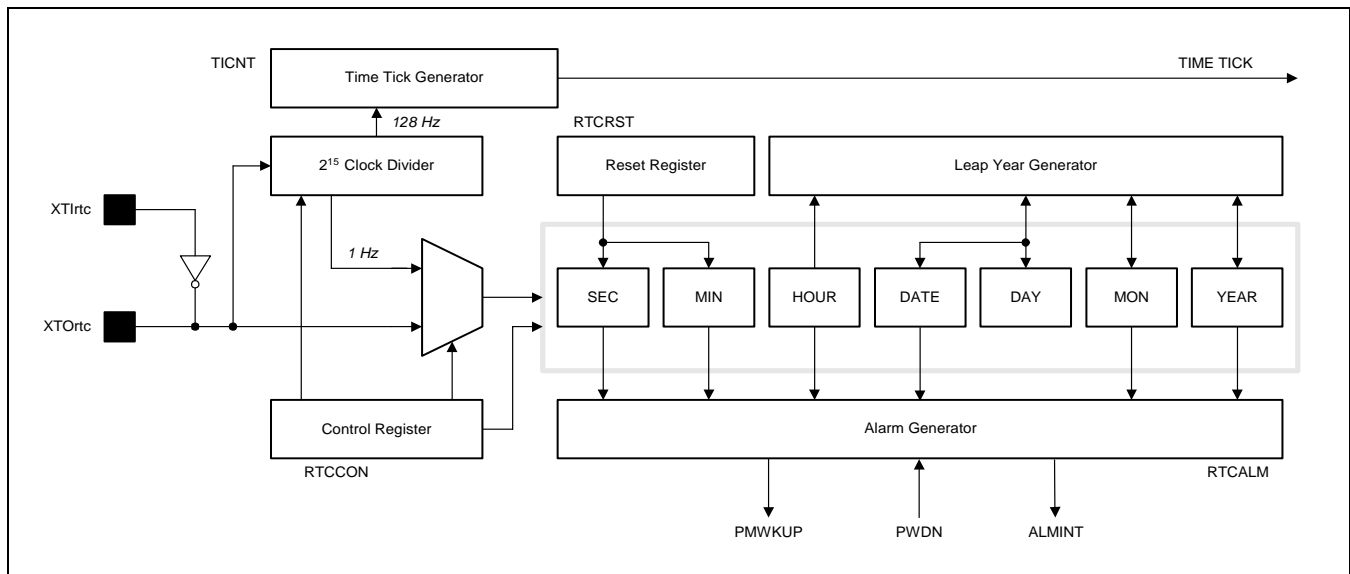 TICNT
Time Tick Generator
TIME TICK
128 Hz
RTCRST
2¹⁵ Clock Divider
Reset Register
Leap Year Generator
XTIrtc
1 Hz
SEC
MIN
HOUR
DATE
DAY
MON
YEAR
XTOrtc
Control Register
Alarm Generator
RTCCON
RTCALM
PMWKUP
PWDN
ALMINT